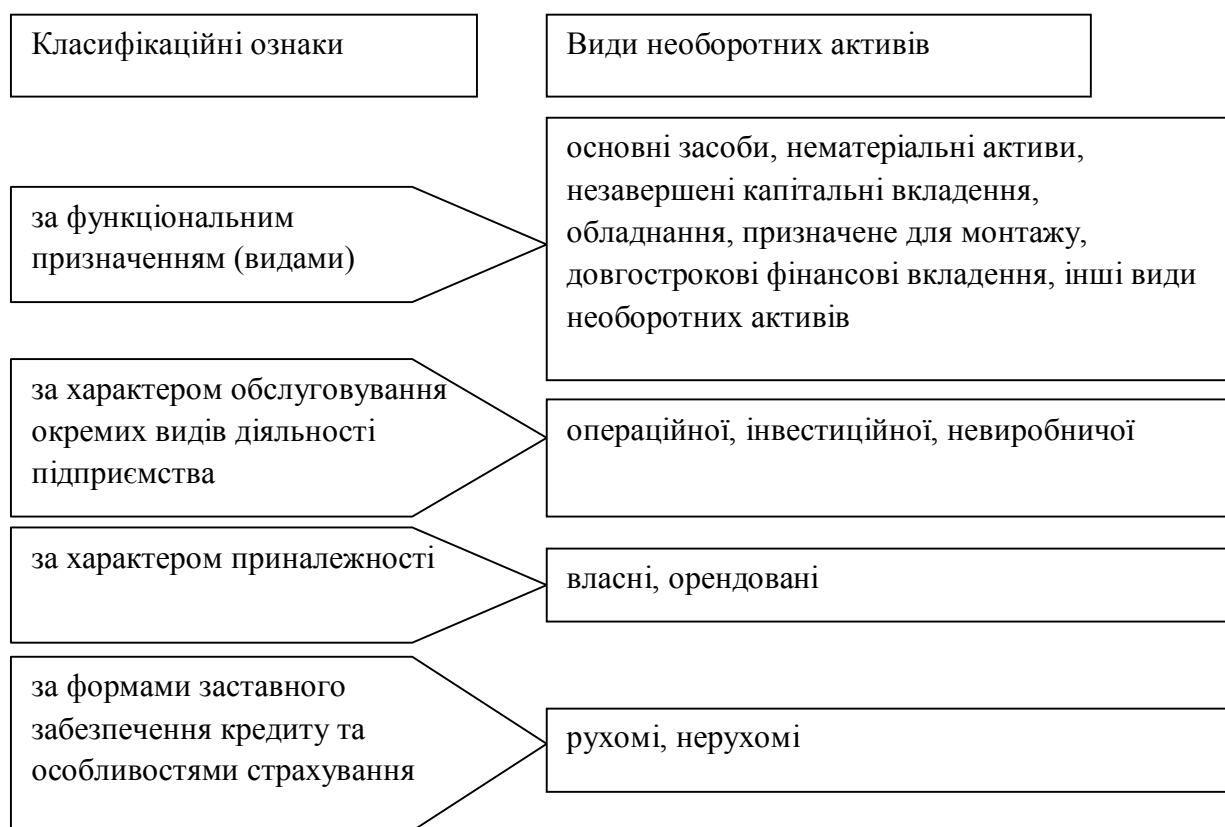 Класифікаційні ознаки
Види необоротних активів
за функціональним
призначенням (видами)
основні засоби, нематеріальні активи,
незавершені капітальні вкладення,
обладнання, призначене для монтажу,
довгострокові фінансові вкладення, інші види
необоротних активів
за характером обслуговування
окремих видів діяльності
підприємства
операційної, інвестиційної, невиробничої
за характером приналежності
власні, орендовані
за формами заставного
забезпечення кредиту та
особливостями страхування
рухомі, нерухомі